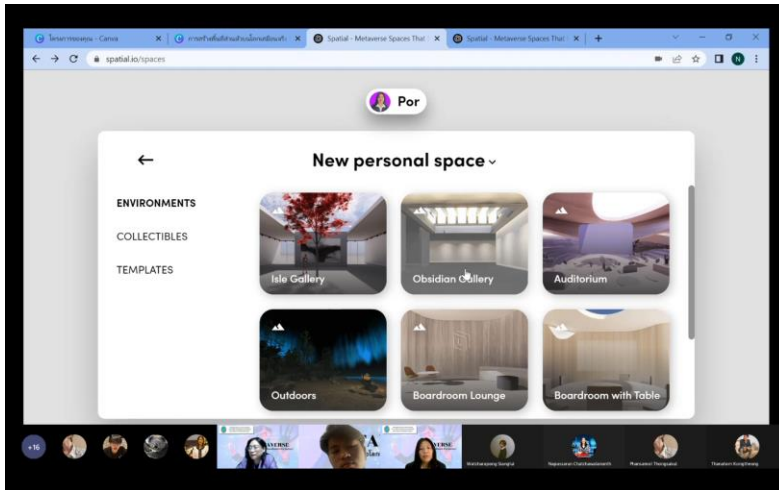 Spatial - Metaverse Spaces That
Spatial - Metaverse Spaces That
spatial.io/spaces
N
Por
New personal space
ENVIRONMENTS
COLLECTIBLES
TEMPLATES
Isle Gallery
Obsidian Gallery
Auditorium
Outdoors
Boardroom Lounge
Boardroom with Table
+16